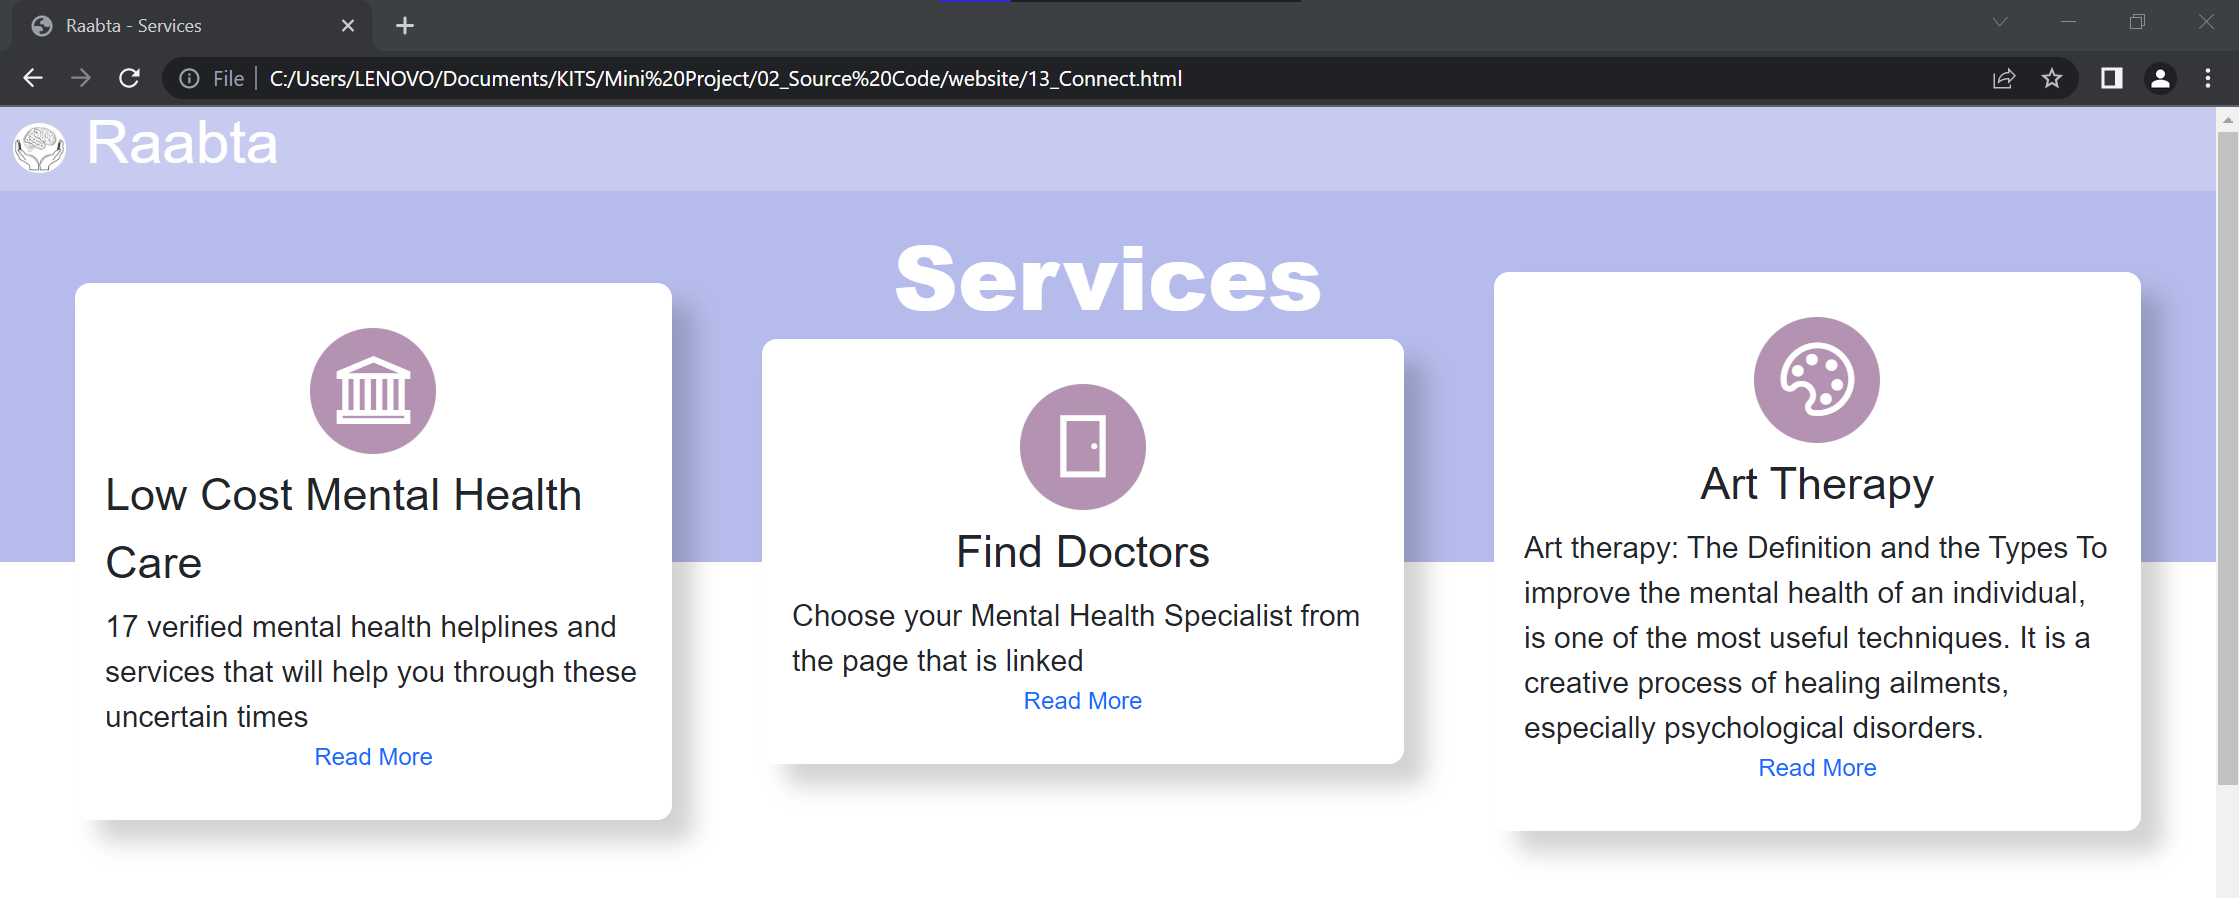 Raabta - Services
File
C:/Users/LENOVO/Documents/KITS/Mini%20Project/02_Source%20Code/website/13_Connect.html
Raabta
Services
Low Cost Mental Health
Care
17 verified mental health helplines and
services that will help you through these
uncertain times
Read More
Find Doctors
Choose your Mental Health Specialist from
the page that is linked
Read More
Art Therapy
Art therapy: The Definition and the Types To
improve the mental health of an individual,
is one of the most useful techniques. It is a
creative process of healing ailments,
especially psychological disorders.
Read More